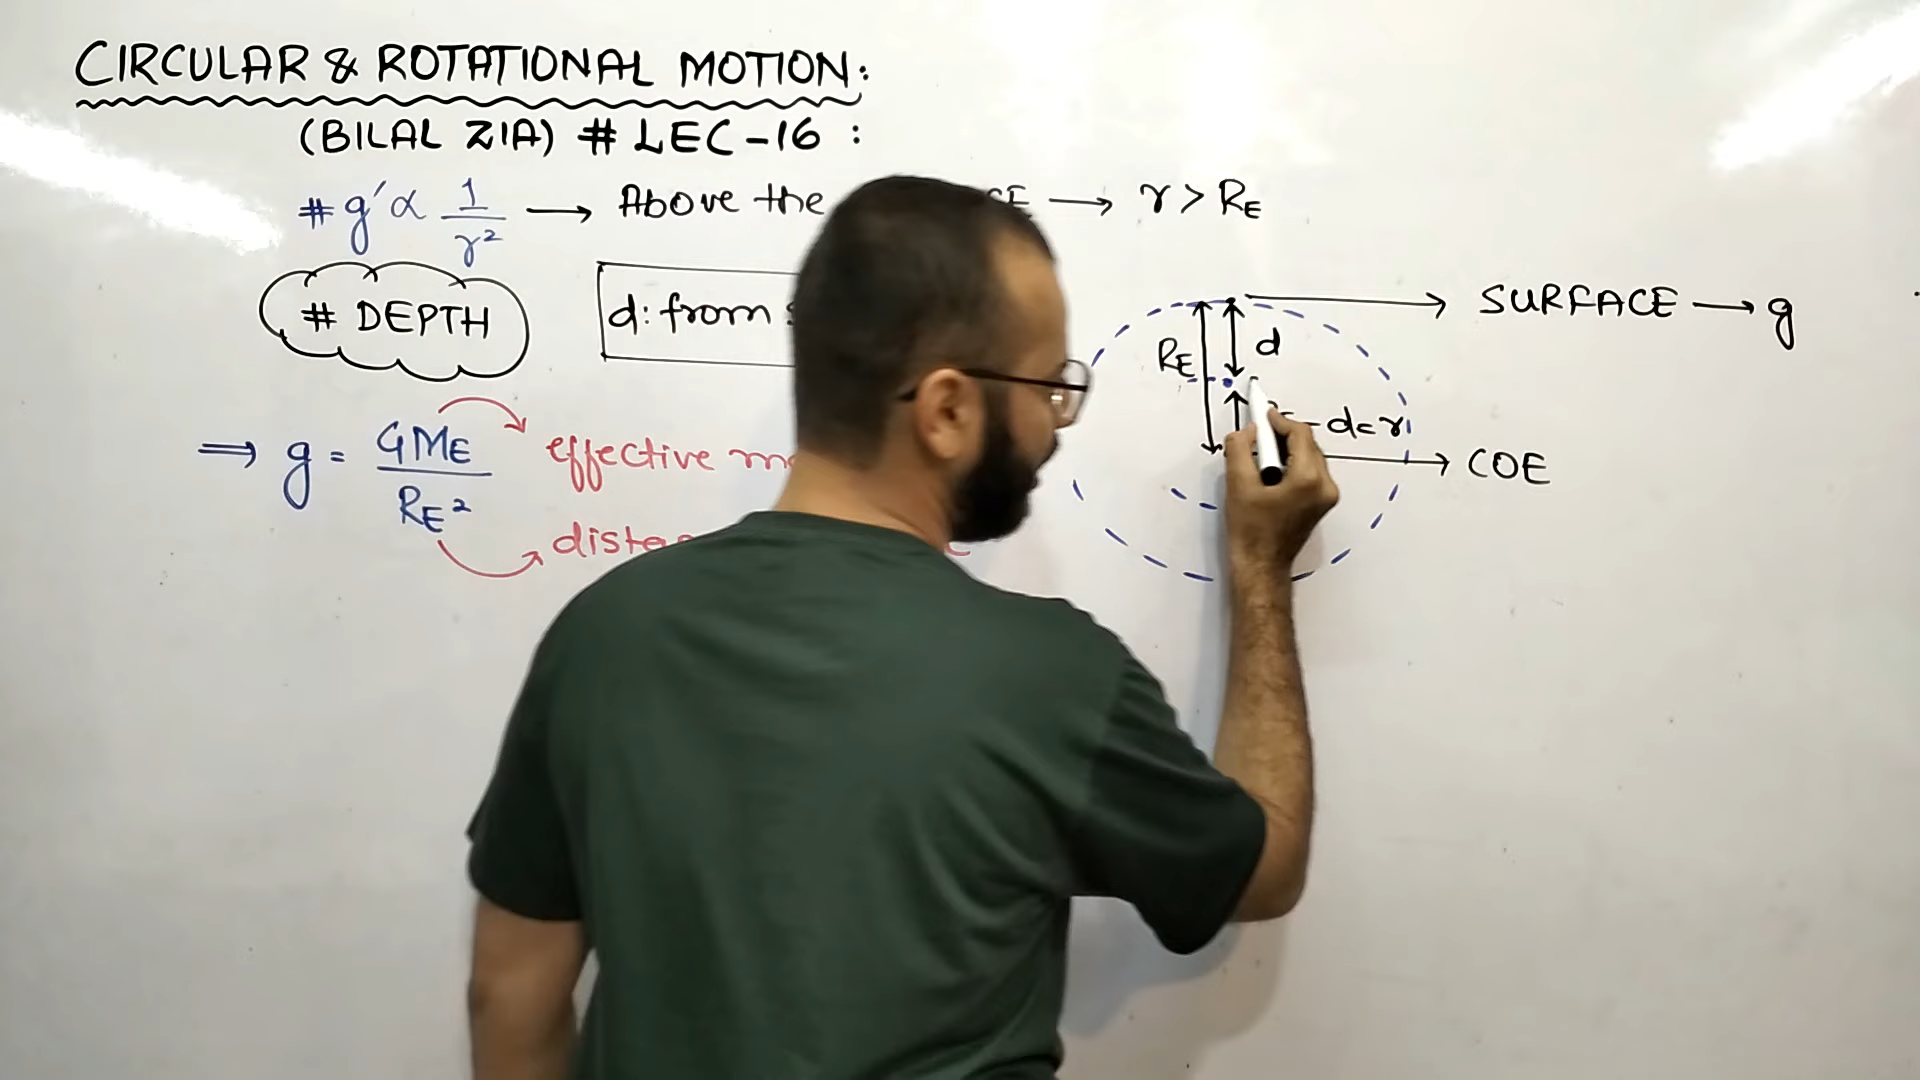 CIRCULAR & ROTATIONAL MOTION:
(BILAL ZIA) # LEC-16 :
# g′ ∝ 1/r² → Above the → r > RE
# DEPTH
d: from
SURFACE → g
RE
d
- d = r
COE
⇒ g = GME/RE²
effective